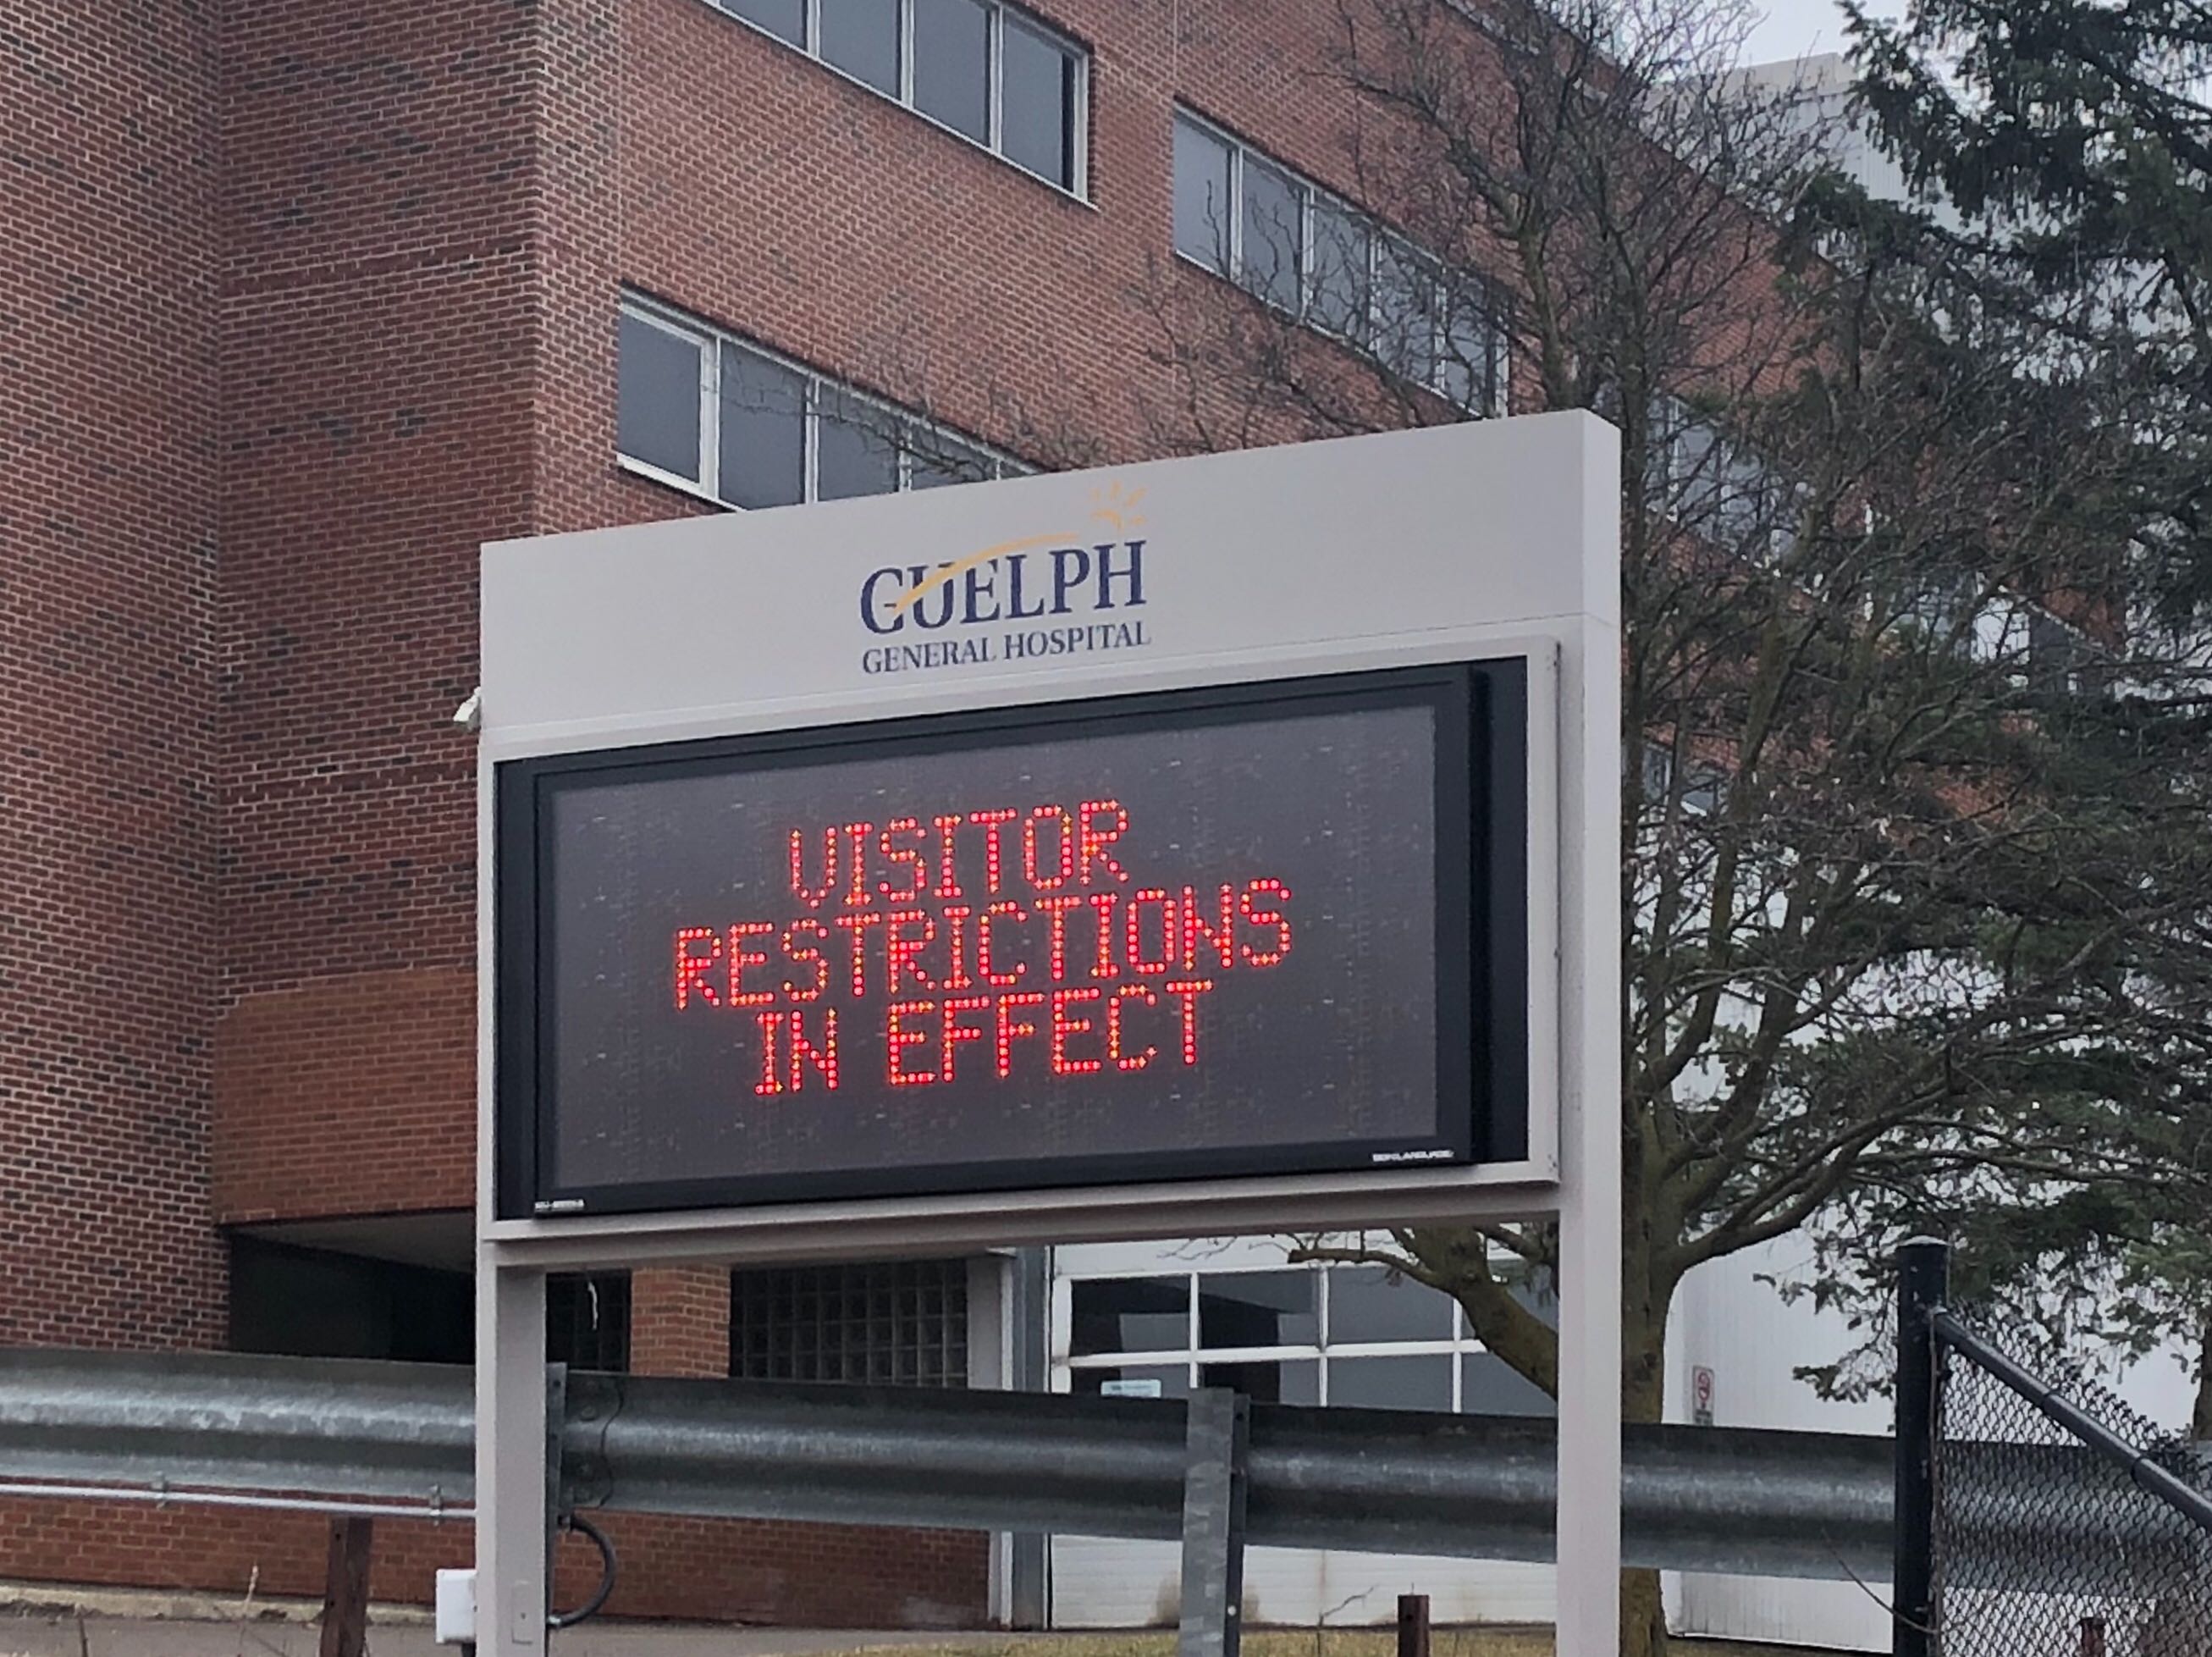 GUELPH
GENERAL HOSPITAL
VISITOR
RESTRICTIONS
IN EFFECT